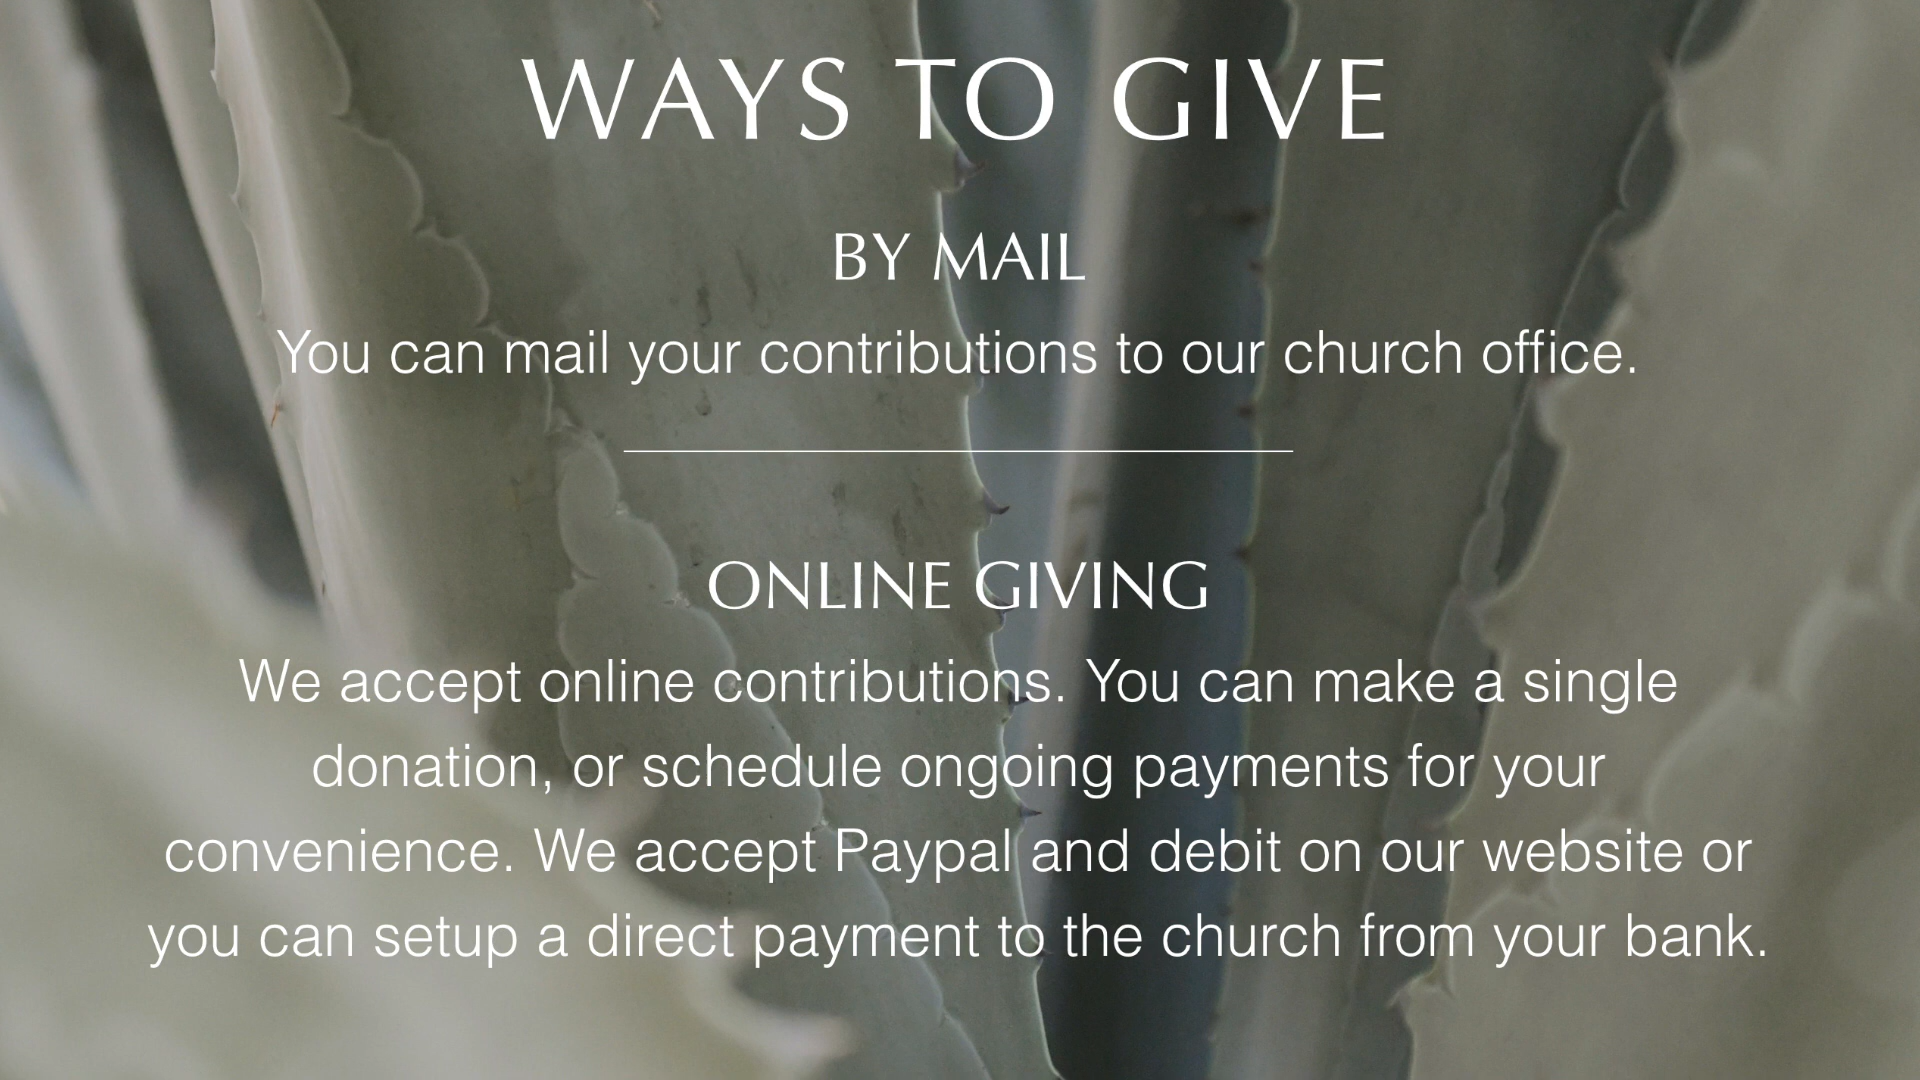 WAYS TO GIVE
BY MAIL
You can mail your contributions to our church office.
ONLINE GIVING
We accept online contributions. You can make a single
donation, or schedule ongoing payments for your
convenience. We accept Paypal and debit on our website or
you can setup a direct payment to the church from your bank.